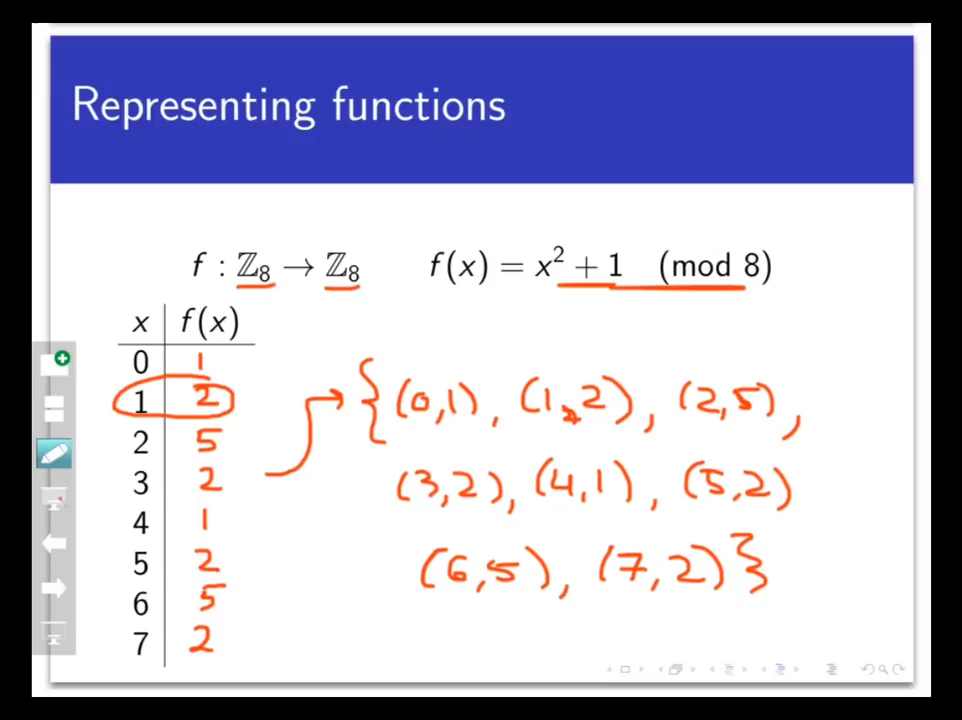 Representing functions
f : ℤ₈ → ℤ₈ f(x) = x² + 1 (mod 8)
x f(x)
0 1
1 2
2 5
3 2
4 1
5 2
6 5
7 2
{(0,1), (1,2), (2,5),
(3,2), (4,1), (5,2)
(6,5), (7,2)}